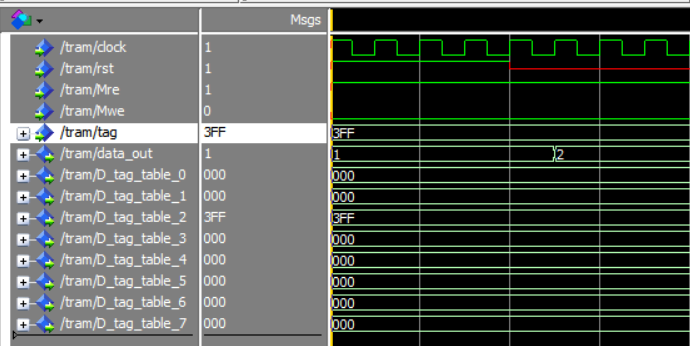 Msgs
/tram/clock 1
/tram/rst 1
/tram/Mre 1
/tram/Mwe 0
/tram/tag 3FF 3FF
/tram/data_out 1 1 2
/tram/D_tag_table_0 000 000
/tram/D_tag_table_1 000 000
/tram/D_tag_table_2 3FF 3FF
/tram/D_tag_table_3 000 000
/tram/D_tag_table_4 000 000
/tram/D_tag_table_5 000 000
/tram/D_tag_table_6 000 000
/tram/D_tag_table_7 000 000